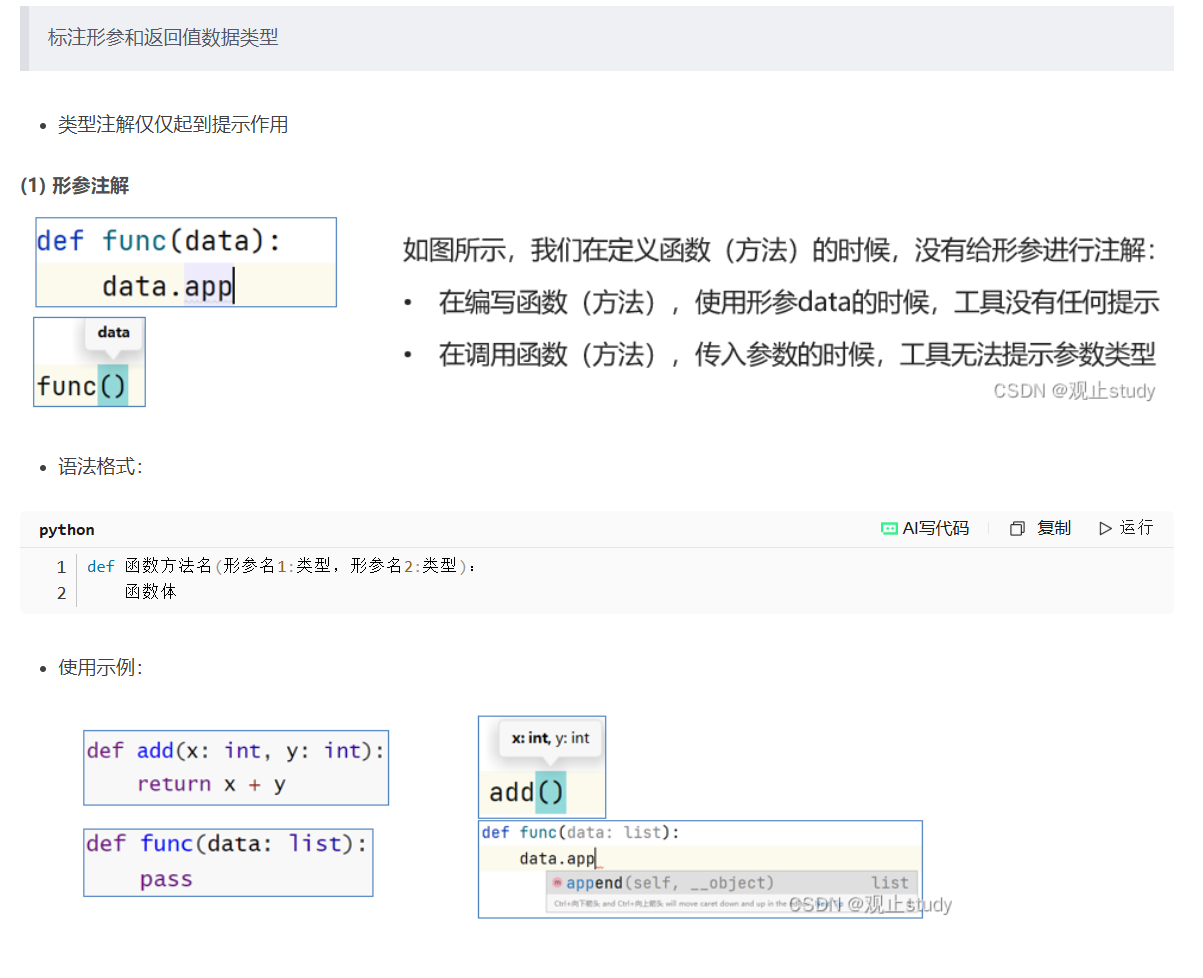 标注形参和返回值数据类型
• 类型注解仅仅起到提示作用
(1) 形参注解
def func(data):
data.app
data
func()
如图所示，我们在定义函数（方法）的时候，没有给形参进行注解：
• 在编写函数（方法），使用形参data的时候，工具没有任何提示
• 在调用函数（方法），传入参数的时候，工具无法提示参数类型
CSDN @观止study
• 语法格式：
python
AI写代码 复制 运行
1 def 函数方法名(形参名1:类型，形参名2:类型)：
2 函数体
• 使用示例：
def add(x: int, y: int):
return x + y
def func(data: list):
pass
x: int, y: int
add()
def func(data: list):
data.app
append(self, __object) list
Ctrl+向下箭头 and Ctrl+向上箭头 will move caret down and up in the
CSDN @观止study